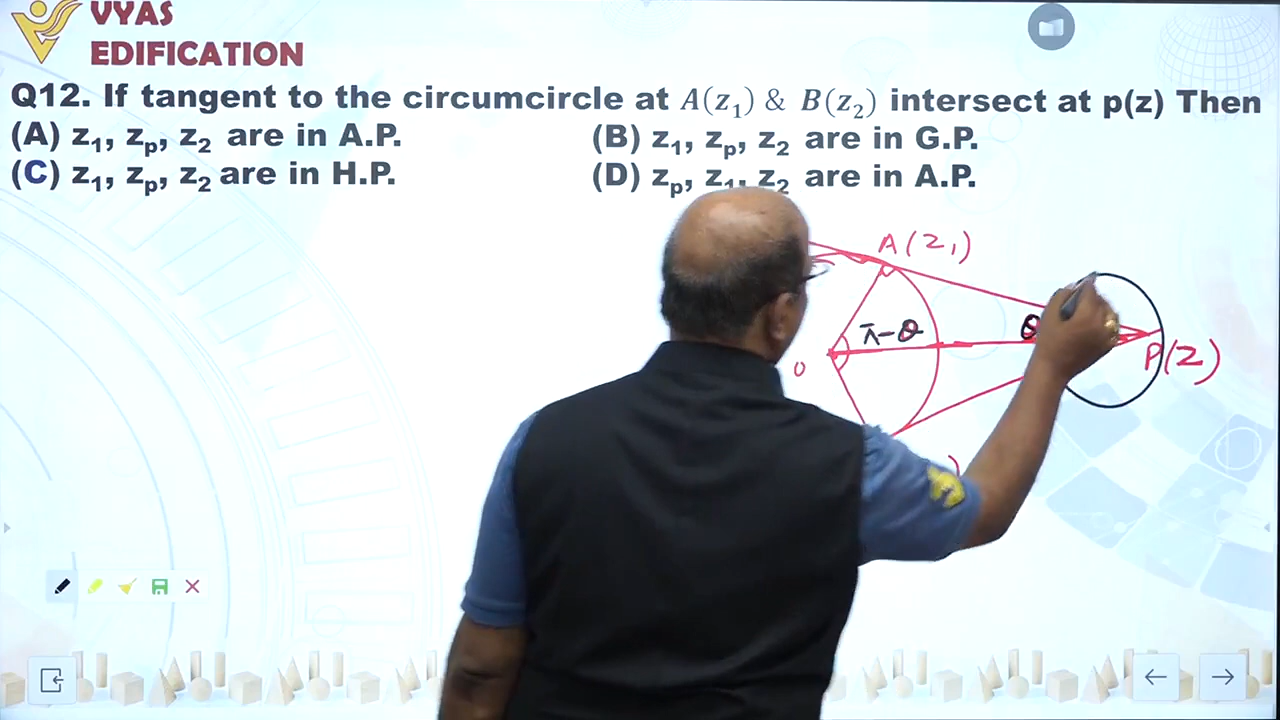 VYAS
EDIFICATION
Q12. If tangent to the circumcircle at A(z₁) & B(z₂) intersect at p(z) Then
(A) z₁, zₚ, z₂ are in A.P.
(B) z₁, zₚ, z₂ are in G.P.
(C) z₁, zₚ, z₂ are in H.P.
(D) zₚ, z₁, z₂ are in A.P.
A(z₁)
π-θ
θ
O
P(z)